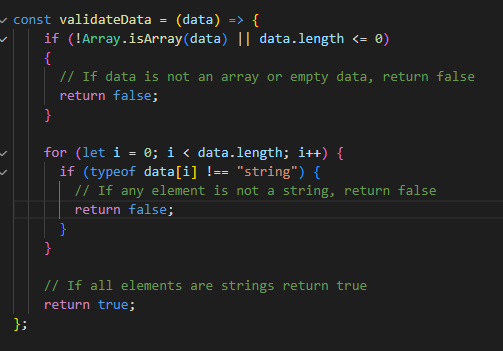 const validateData = (data) => {
    if (!Array.isArray(data) || data.length <= 0)
    {
      // If data is not an array or empty data, return false
      return false;
    }

    for (let i = 0; i < data.length; i++) {
      if (typeof data[i] !== "string") {
        // If any element is not a string, return false
        return false;
      }
    }

    // If all elements are strings return true
    return true;
};